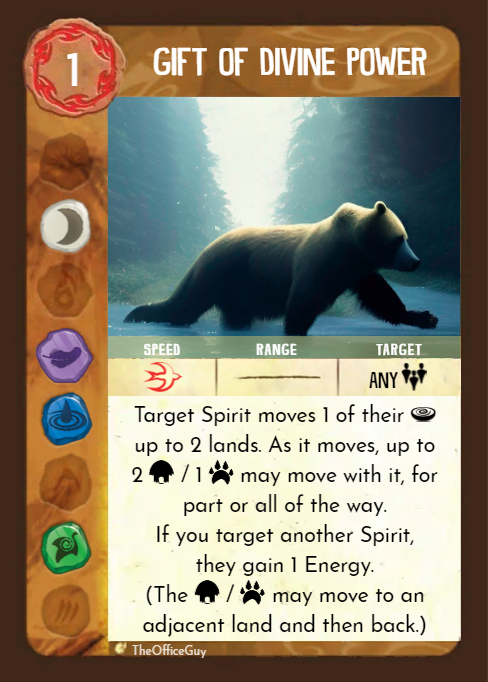 1
GIFT OF DIVINE POWER
SPEED RANGE TARGET
ANY
Target Spirit moves 1 of their
up to 2 lands. As it moves, up to
2 / 1 may move with it, for
part or all of the way.
If you target another Spirit,
they gain 1 Energy.
(The / may move to an
adjacent land and then back.)
TheOfficeGuy